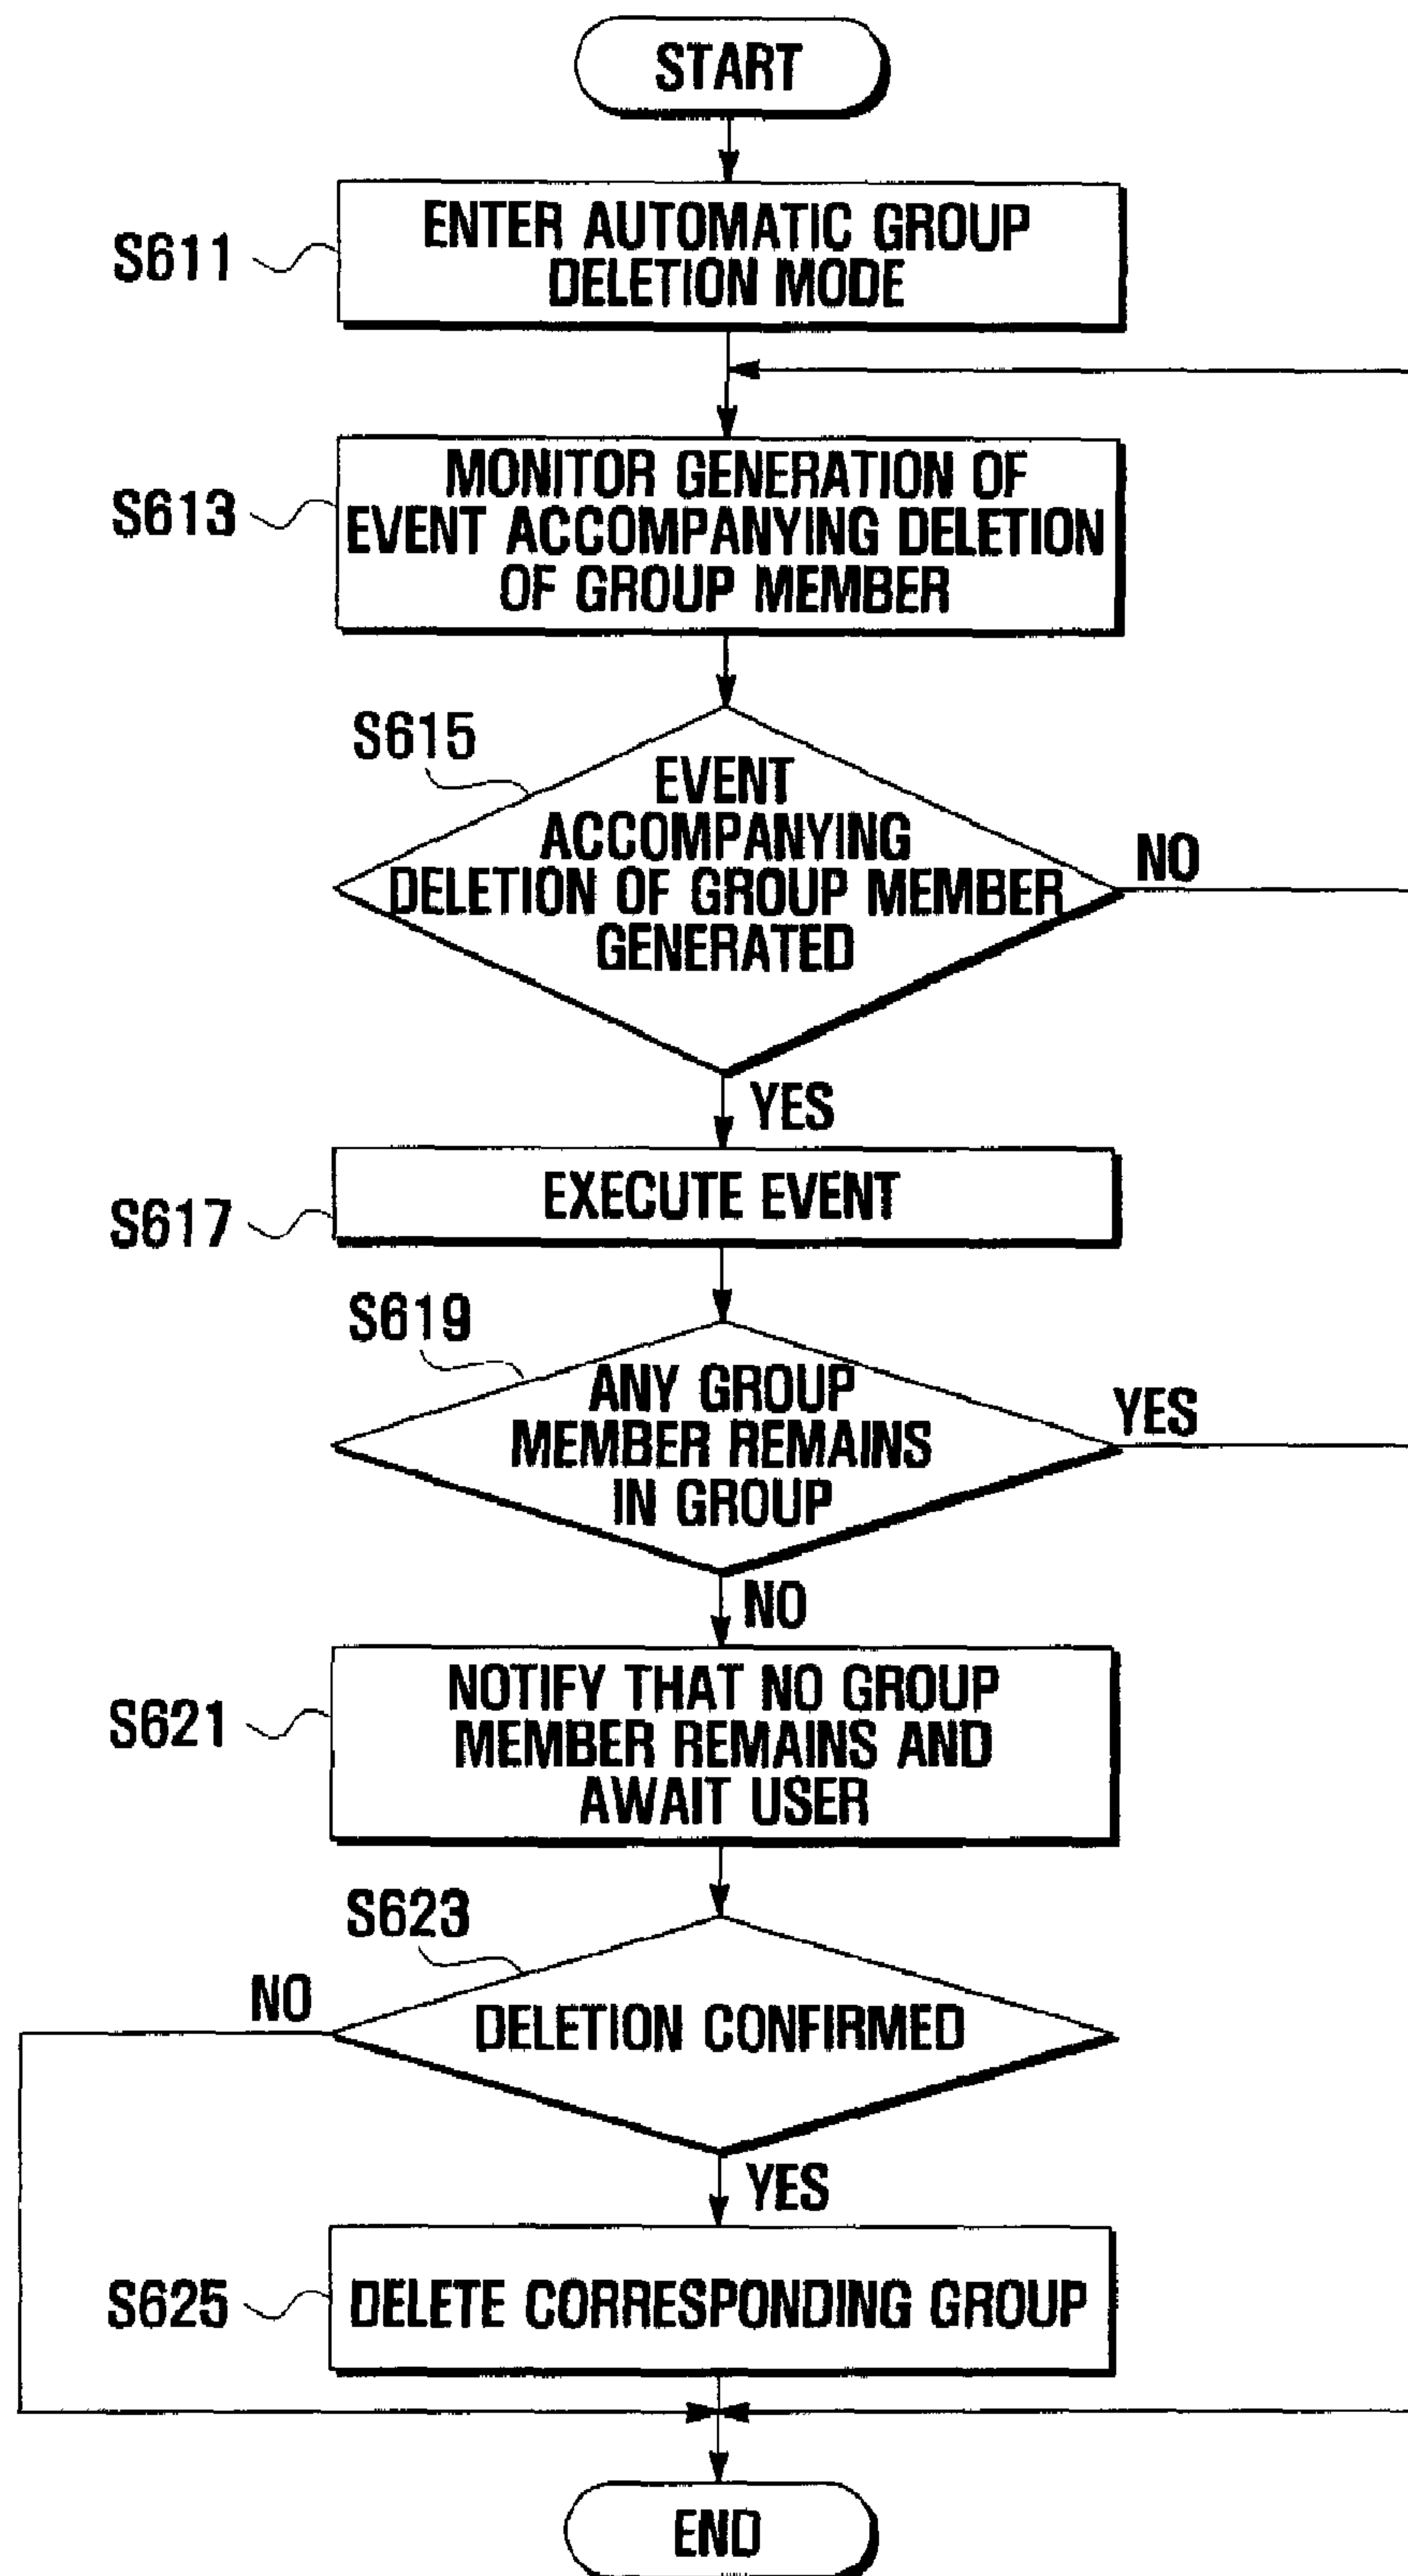 START
S611
ENTER AUTOMATIC GROUP
DELETION MODE
S613
MONITOR GENERATION OF
EVENT ACCOMPANYING DELETION
OF GROUP MEMBER
S615
EVENT
ACCOMPANYING
DELETION OF GROUP MEMBER
GENERATED
NO
YES
S617
EXECUTE EVENT
S619
ANY GROUP
MEMBER REMAINS
IN GROUP
YES
NO
S621
NOTIFY THAT NO GROUP
MEMBER REMAINS AND
AWAIT USER
S623
NO
DELETION CONFIRMED
YES
S625
DELETE CORRESPONDING GROUP
END